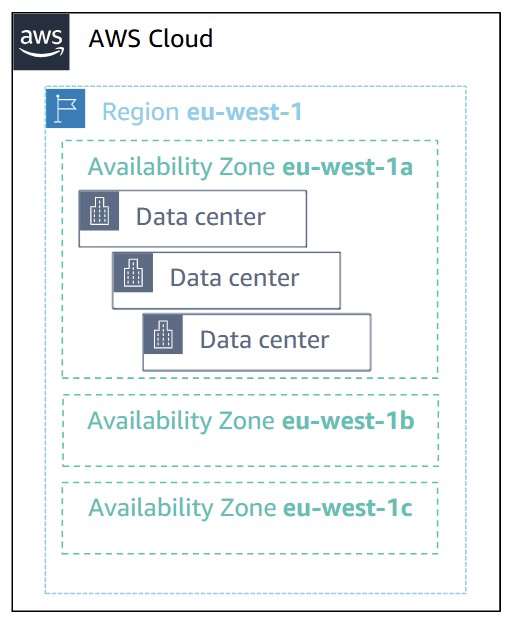 aws
AWS Cloud
Region eu-west-1
Availability Zone eu-west-1a
Data center
Data center
Data center
Availability Zone eu-west-1b
Availability Zone eu-west-1c